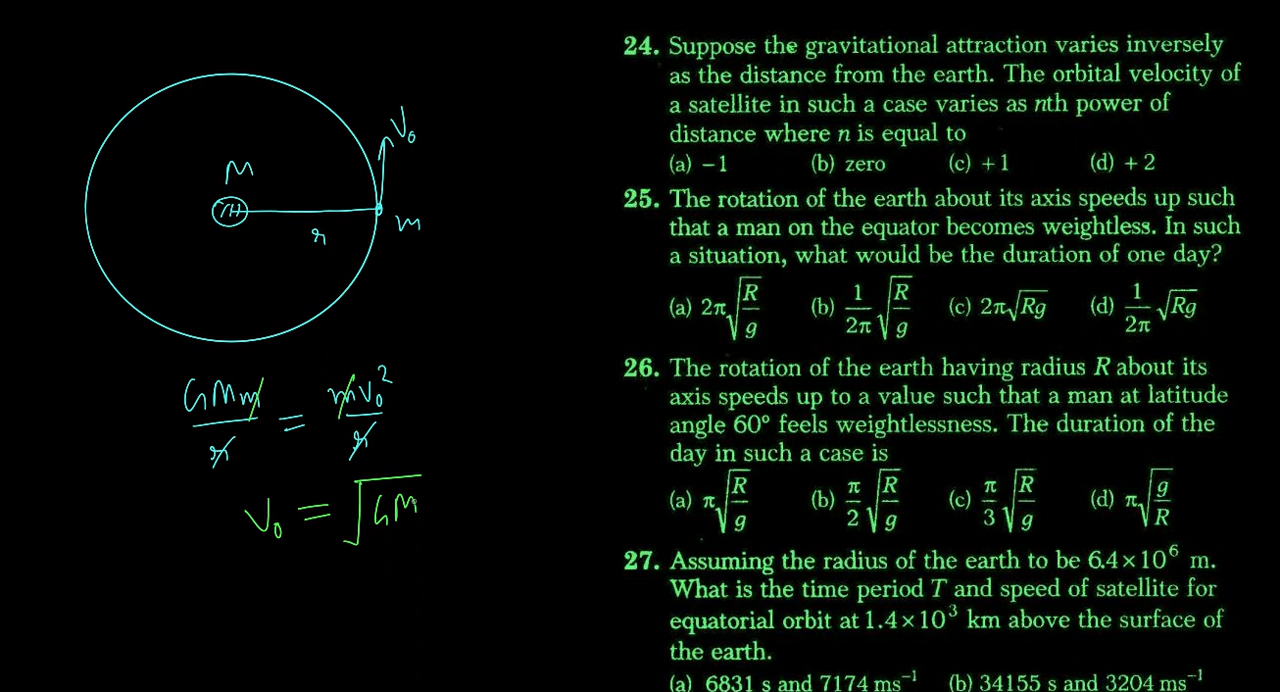 M
m
r
V₀
GMm/r = mv₀²/r
V₀ = √GM
24. Suppose the gravitational attraction varies inversely
as the distance from the earth. The orbital velocity of
a satellite in such a case varies as nth power of
distance where n is equal to
(a) −1 (b) zero (c) +1 (d) +2
25. The rotation of the earth about its axis speeds up such
that a man on the equator becomes weightless. In such
a situation, what would be the duration of one day?
(a) 2π√(R/g) (b) 1/2π √(R/g) (c) 2π√Rg (d) 1/2π √Rg
26. The rotation of the earth having radius R about its
axis speeds up to a value such that a man at latitude
angle 60° feels weightlessness. The duration of the
day in such a case is
(a) π√(R/g) (b) π/2 √(R/g) (c) π/3 √(R/g) (d) π√(g/R)
27. Assuming the radius of the earth to be 6.4×10⁶ m.
What is the time period T and speed of satellite for
equatorial orbit at 1.4×10³ km above the surface of
the earth.
(a) 6831 s and 7174 ms⁻¹ (b) 34155 s and 3204 ms⁻¹